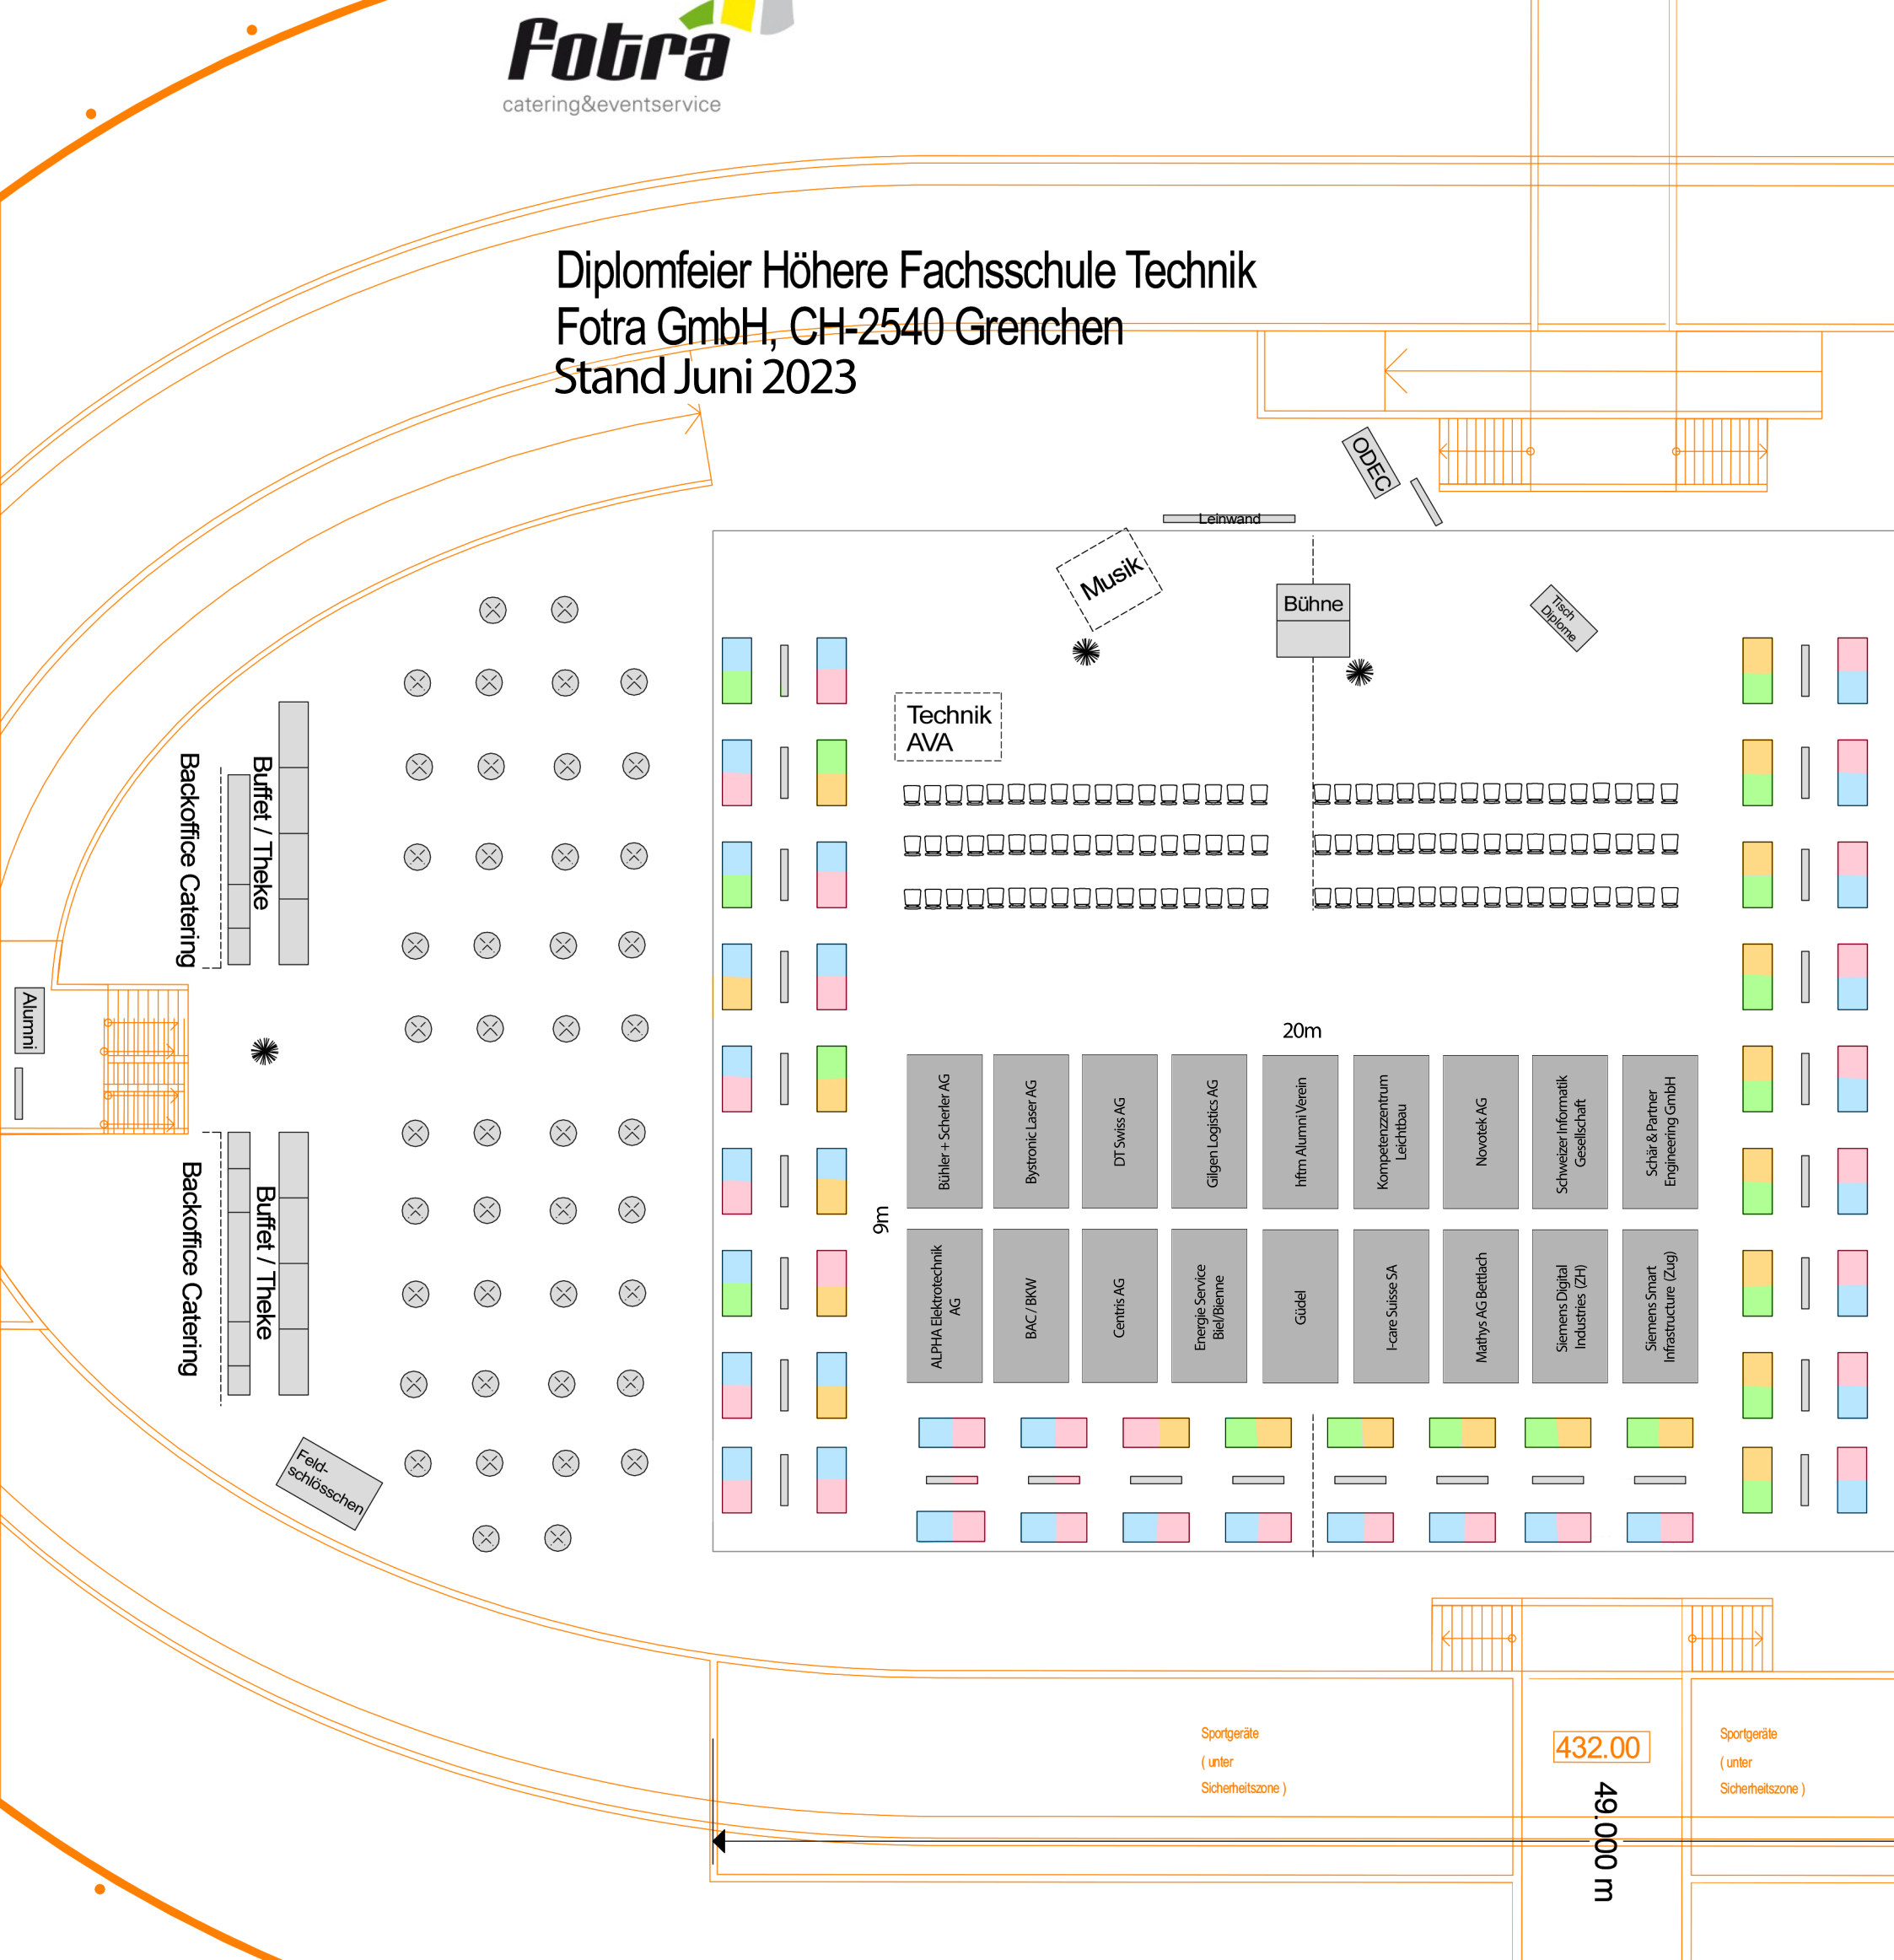 fotra
catering&eventservice
Diplomfeier Höhere Fachsschule Technik
Fotra GmbH, CH-2540 Grenchen
Stand Juni 2023
ODEC
Leinwand
Musik
Bühne
Tisch
Diplome
Technik
AVA
Backoffice Catering
Buffet / Theke
Alumni
20m
9m
Bühler + Scherler AG
Bystronic Laser AG
DT Swiss AG
Gilgen Logistics AG
hftm Alumni Verein
Kompetenzzentrum
Leichtbau
Novotek AG
Schweizer Informatik
Gesellschaft
Schär & Partner
Engineering GmbH
ALPHA Elektrotechnik
AG
BAC / BKW
Centris AG
Energie Service
Biel/Bienne
Güdel
I-care Suisse SA
Mathys AG Bettlach
Siemens Digital
Industries (ZH)
Siemens Smart
Infrastructure (Zug)
Backoffice Catering
Buffet / Theke
Feld-
schlösschen
Sportgeräte
( unter
Sicherheitszone )
432.00
Sportgeräte
( unter
Sicherheitszone )
49.000 m